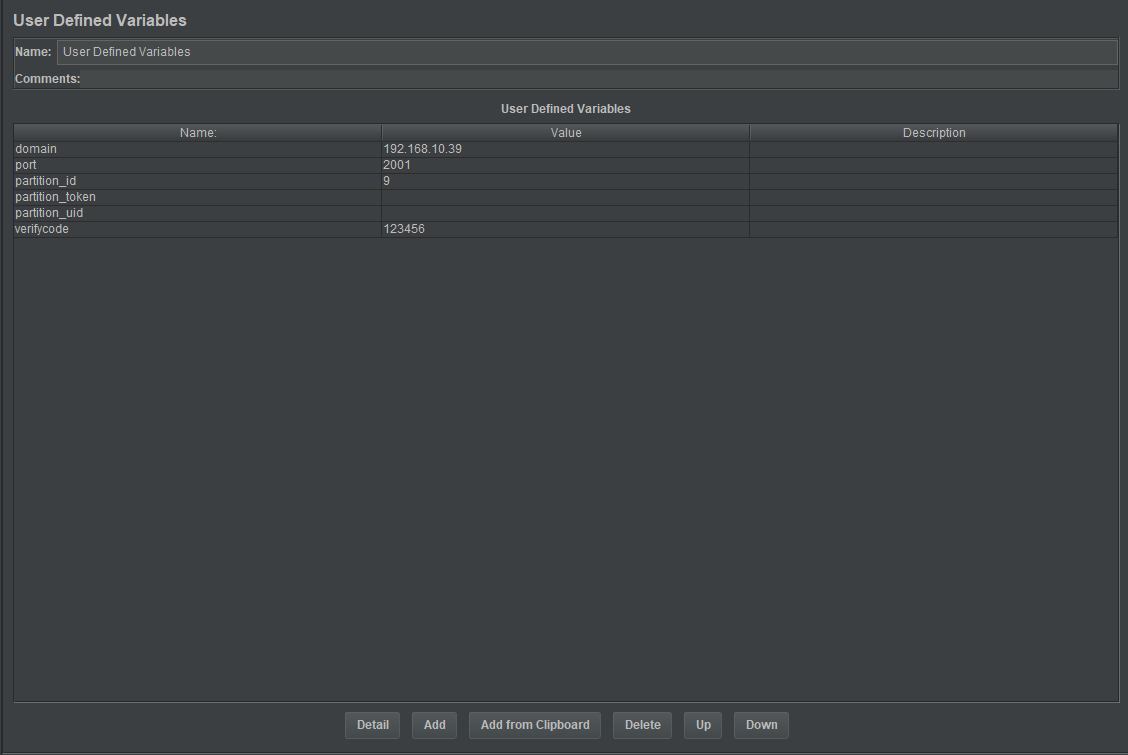 User Defined Variables
Name: User Defined Variables
Comments:
User Defined Variables
Name: Value Description
domain 192.168.10.39
port 2001
partition_id 9
partition_token
partition_uid
verifycode 123456
Detail Add Add from Clipboard Delete Up Down